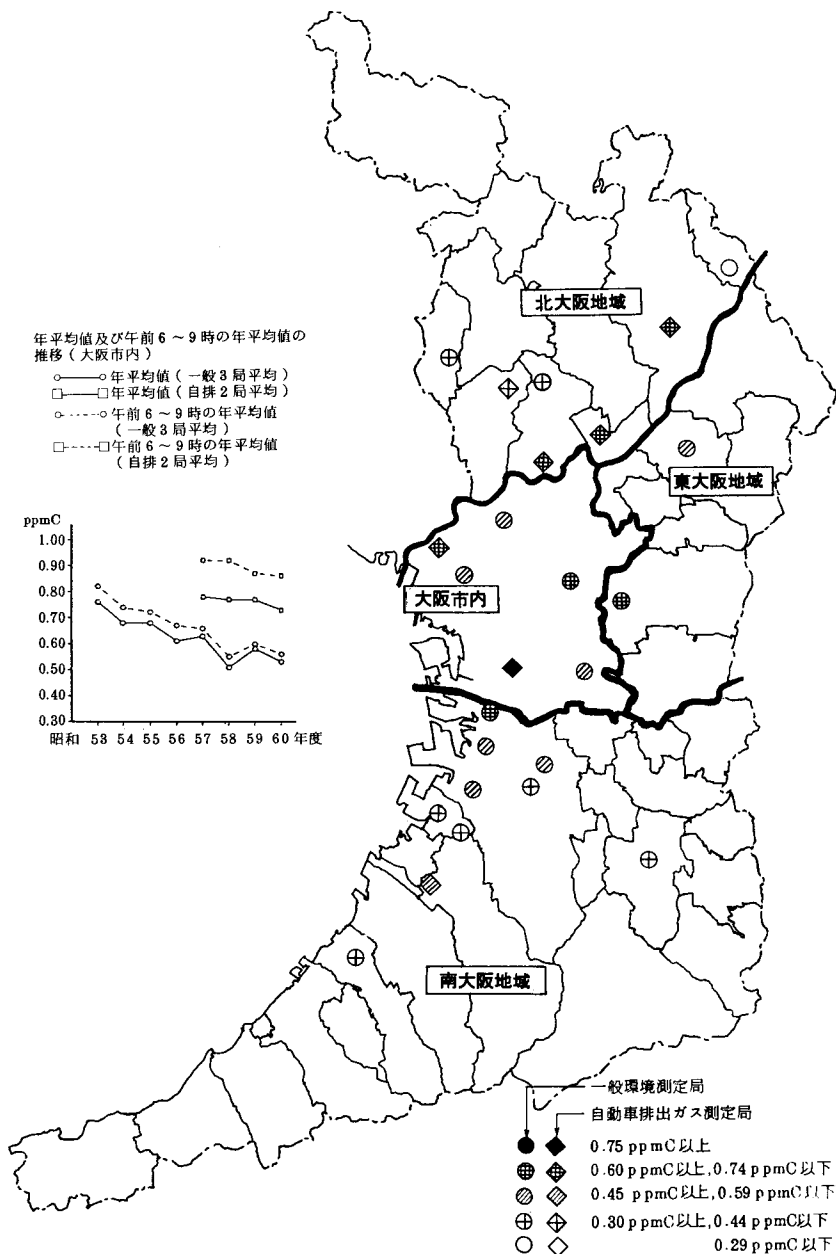 北大阪地域
年平均値及び午前6～9時の年平均値の
推移(大阪市内)
年平均値(一般3局平均)
年平均値(自排2局平均)
午前6～9時の年平均値
(一般3局平均)
午前6～9時の年平均値
(自排2局平均)
東大阪地域
ppmC
1.00
0.90
0.80
0.70
0.60
0.50
0.40
0.30
昭和 53 54 55 56 57 58 59 60 年度
大阪市内
南大阪地域
一般環境測定局
自動車排出ガス測定局
0.75 ppmC以上
0.60 ppmC以上,0.74 ppmC以下
0.45 ppmC以上,0.59 ppmC以下
0.30 ppmC以上,0.44 ppmC以下
0.29 ppmC以下